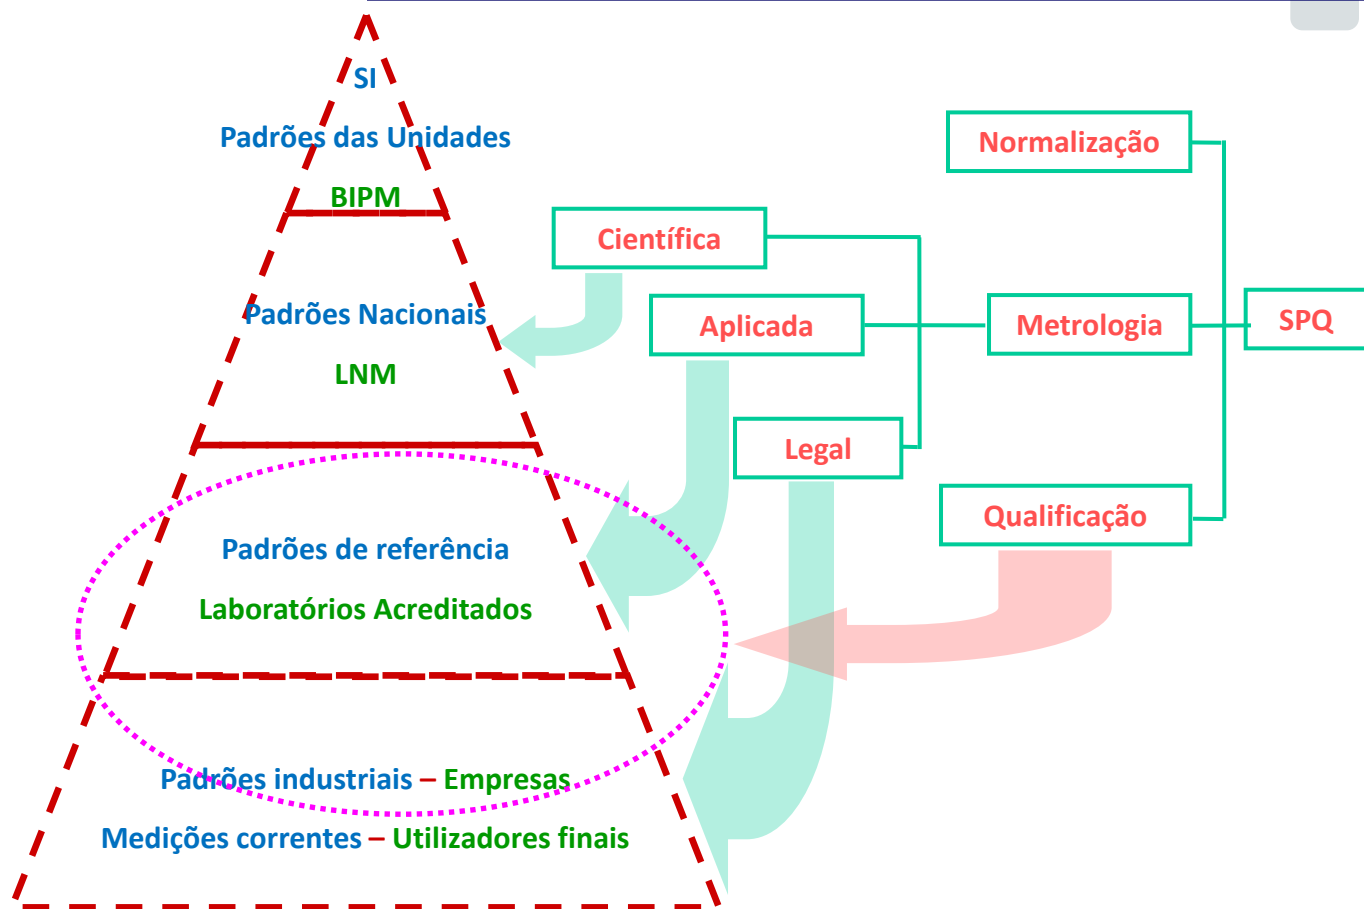 SI
Padrões das Unidades
BIPM
Padrões Nacionais
LNM
Padrões de referência
Laboratórios Acreditados
Padrões industriais – Empresas
Medições correntes – Utilizadores finais
Científica
Aplicada
Legal
Normalização
Metrologia
Qualificação
SPQ